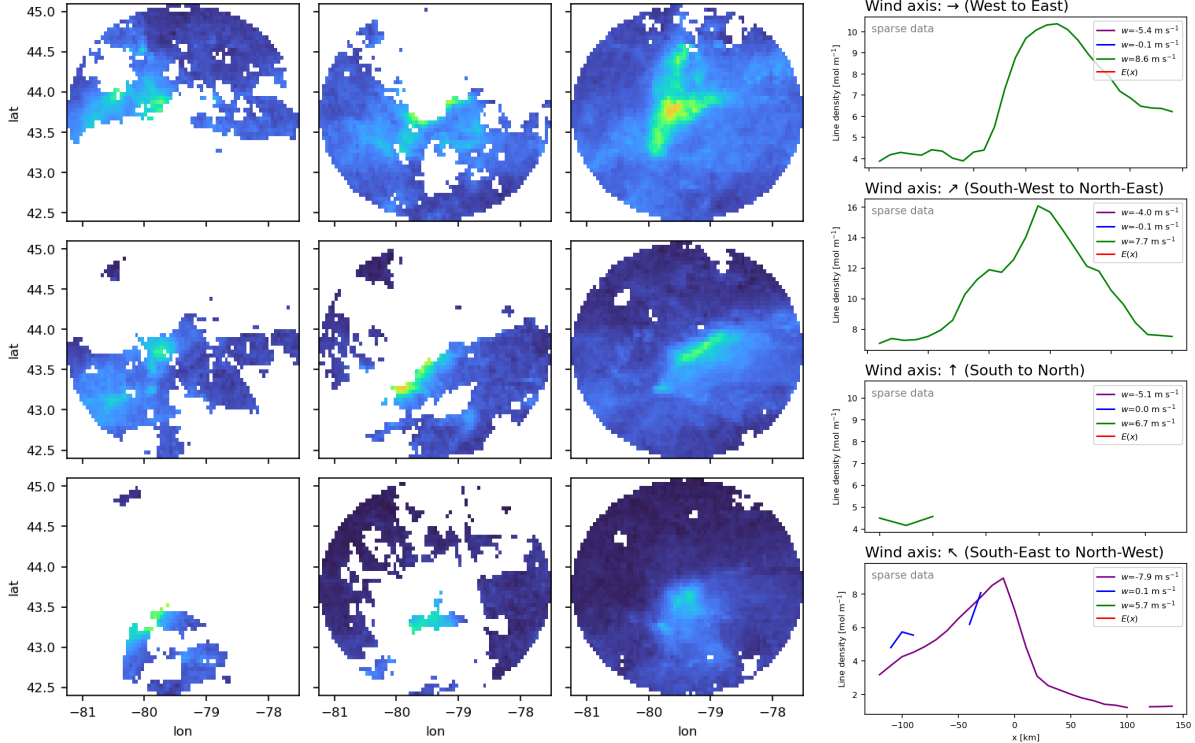 45.0
44.5
44.0
43.5
43.0
42.5
lat
45.0
44.5
44.0
43.5
43.0
42.5
lat
45.0
44.5
44.0
43.5
43.0
42.5
−81
−80
−79
−78
lon
−81
−80
−79
−78
lon
−81
−80
−79
−78
lon
Wind axis: → (West to East)
sparse data
w=-5.4 m s⁻¹
w=-0.1 m s⁻¹
w=8.6 m s⁻¹
E(x)
10
9
8
7
6
5
4
Line density [mol m⁻¹]
Wind axis: ↗ (South-West to North-East)
sparse data
w=-4.0 m s⁻¹
w=-0.1 m s⁻¹
w=7.7 m s⁻¹
E(x)
16
14
12
10
8
Line density [mol m⁻¹]
Wind axis: ↑ (South to North)
sparse data
w=-5.1 m s⁻¹
w=0.0 m s⁻¹
w=6.7 m s⁻¹
E(x)
10
9
8
7
6
5
4
Line density [mol m⁻¹]
Wind axis: ↖ (South-East to North-West)
sparse data
w=-7.9 m s⁻¹
w=0.1 m s⁻¹
w=5.7 m s⁻¹
E(x)
8
6
4
2
Line density [mol m⁻¹]
−100
−50
0
50
100
150
x [km]